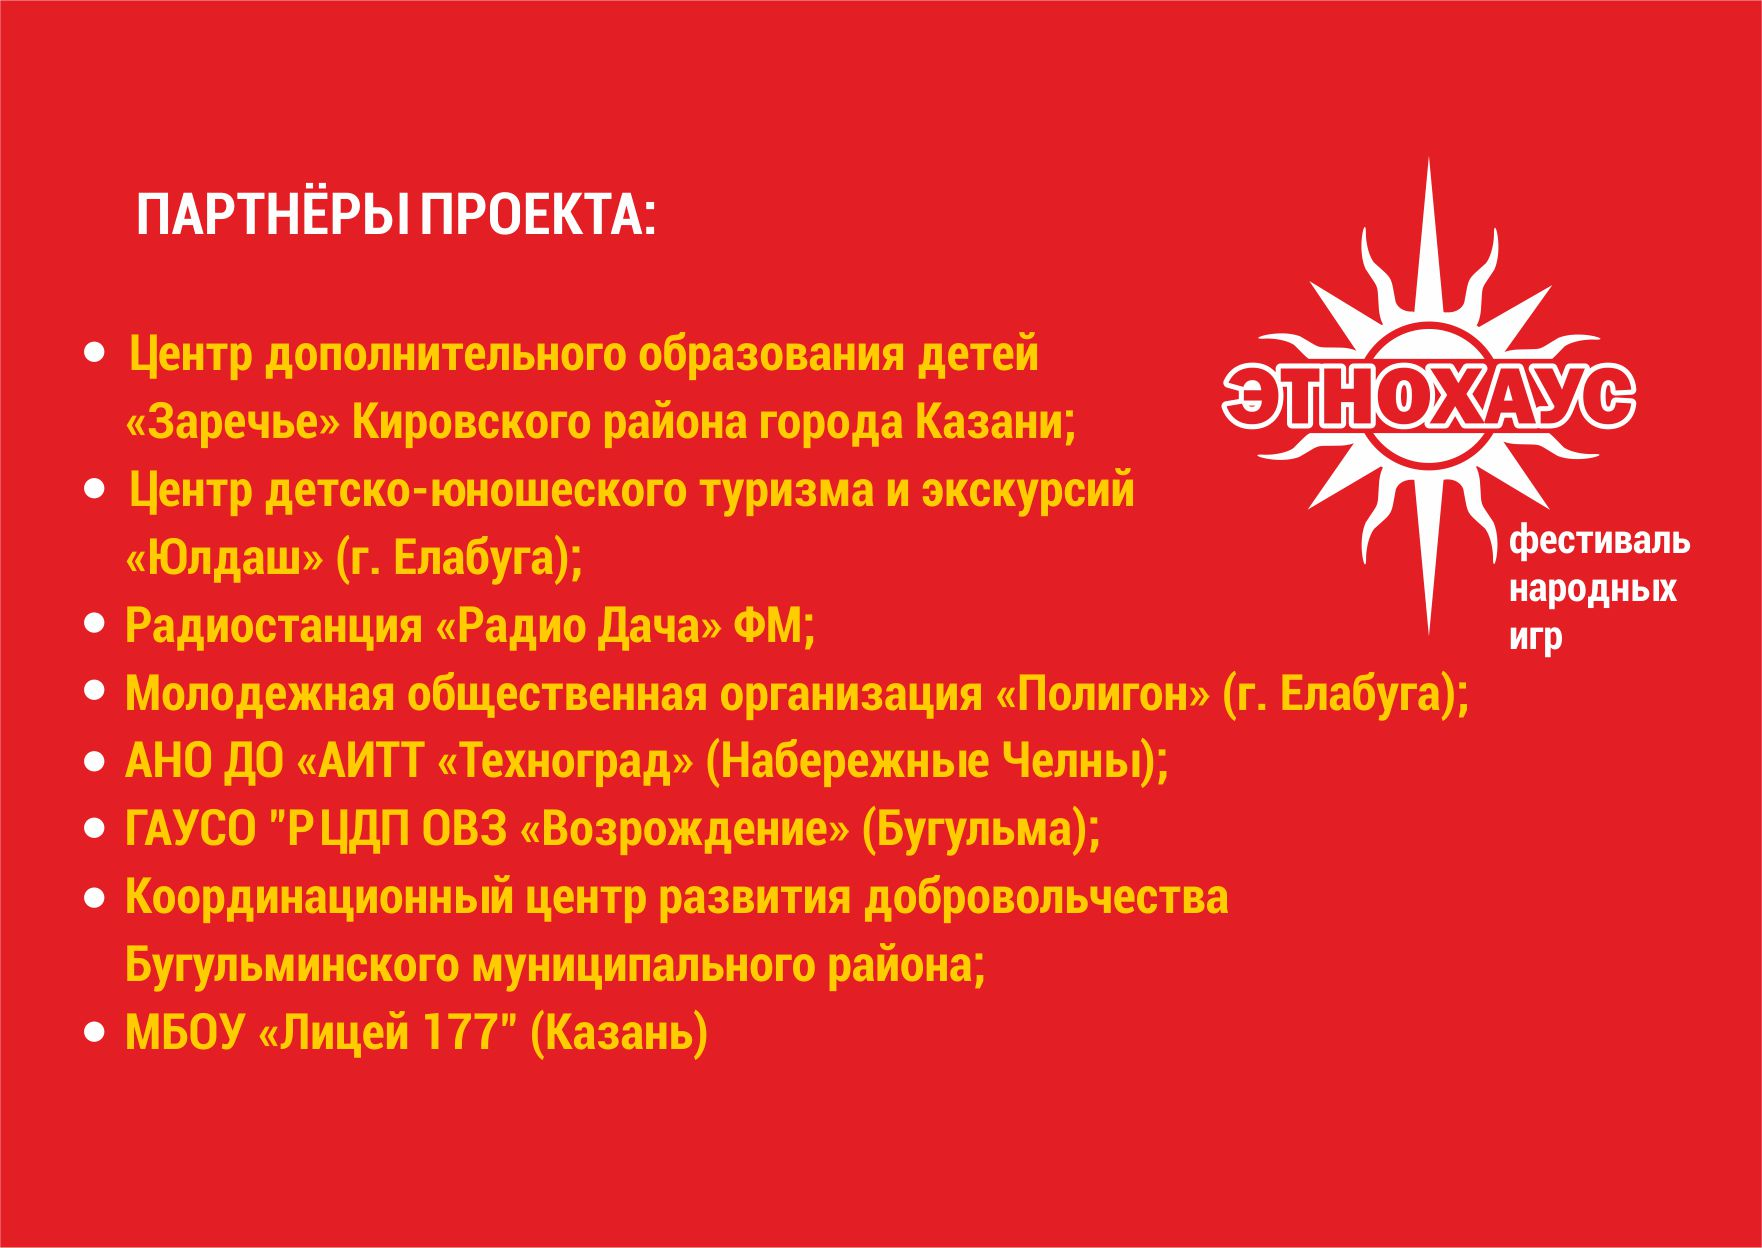 ПАРТНЁРЫ ПРОЕКТА:
Центр дополнительного образования детей
«Заречье» Кировского района города Казани;
Центр детско-юношеского туризма и экскурсий
«Юлдаш» (г. Елабуга);
Радиостанция «Радио Дача» ФМ;
Молодежная общественная организация «Полигон» (г. Елабуга);
АНО ДО «АИТТ «Техноград» (Набережные Челны);
ГАУСО "РЦДП ОВЗ «Возрождение» (Бугульма);
Координационный центр развития добровольчества
Бугульминского муниципального района;
МБОУ «Лицей 177" (Казань)
ЭТНОХАУС
фестиваль
народных
игр